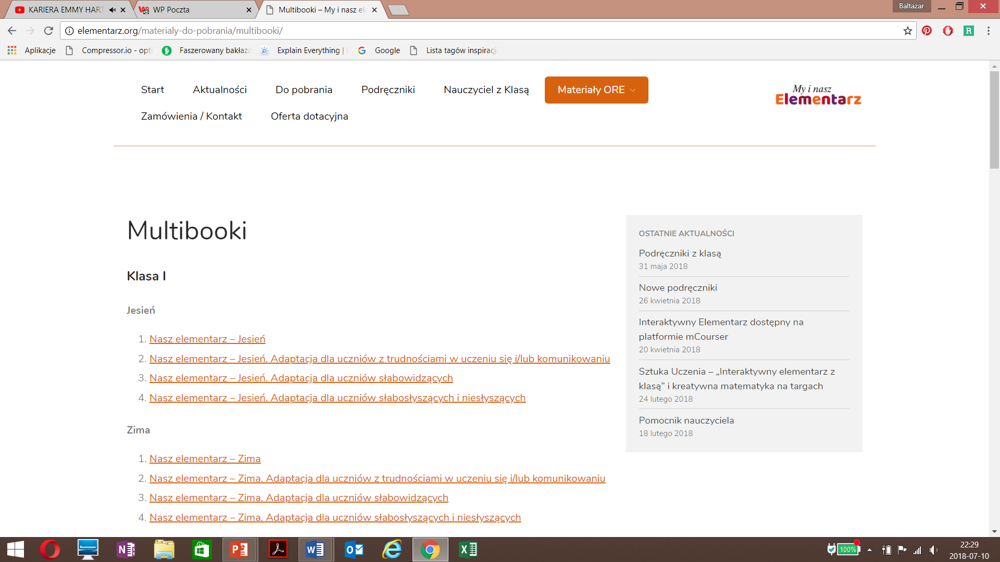 KARIERA EMMY HART
WP Poczta
Multibooki – My i nasz el
Baltazar
elementarz.org/materialy-do-pobrania/multibooki/
Aplikacje
Compressor.io - opti
Faszerowany bakłaża
Explain Everything |
Google
Lista tagów inspiracji
Start
Aktualności
Do pobrania
Podręczniki
Nauczyciel z Klasą
Materiały ORE
Zamówienia / Kontakt
Oferta dotacyjna
My i nasz
Elementarz
Multibooki
Klasa I
Jesień
1. Nasz elementarz – Jesień
2. Nasz elementarz – Jesień. Adaptacja dla uczniów z trudnościami w uczeniu się i/lub komunikowaniu
3. Nasz elementarz – Jesień. Adaptacja dla uczniów słabowidzących
4. Nasz elementarz – Jesień. Adaptacja dla uczniów słabosłyszących i niesłyszących
Zima
1. Nasz elementarz – Zima
2. Nasz elementarz – Zima. Adaptacja dla uczniów z trudnościami w uczeniu się i/lub komunikowaniu
3. Nasz elementarz – Zima. Adaptacja dla uczniów słabowidzących
4. Nasz elementarz – Zima. Adaptacja dla uczniów słabosłyszących i niesłyszących
OSTATNIE AKTUALNOŚCI
Podręczniki z klasą
31 maja 2018
Nowe podręczniki
26 kwietnia 2018
Interaktywny Elementarz dostępny na
platformie mCourser
20 kwietnia 2018
Sztuka Uczenia – „Interaktywny elementarz z
klasą” i kreatywna matematyka na targach
24 lutego 2018
Pomocnik nauczyciela
18 lutego 2018
100%
22:29
2018-07-10